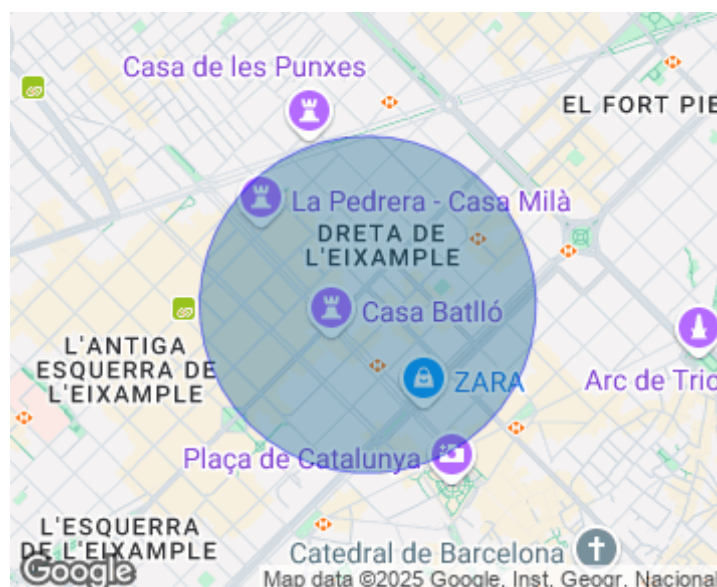 Casa de les Punxes
EL FORT PIE
La Pedrera - Casa Milà
DRETA DE
L'EIXAMPLE
Casa Batlló
L'ANTIGA
ESQUERRA DE
L'EIXAMPLE
ZARA
Arc de Trio
Plaça de Catalunya
L'ESQUERRA
DE L'EIXAMPLE
Catedral de Barcelona
Google
Map data ©2025 Google, Inst. Geogr. Nacional